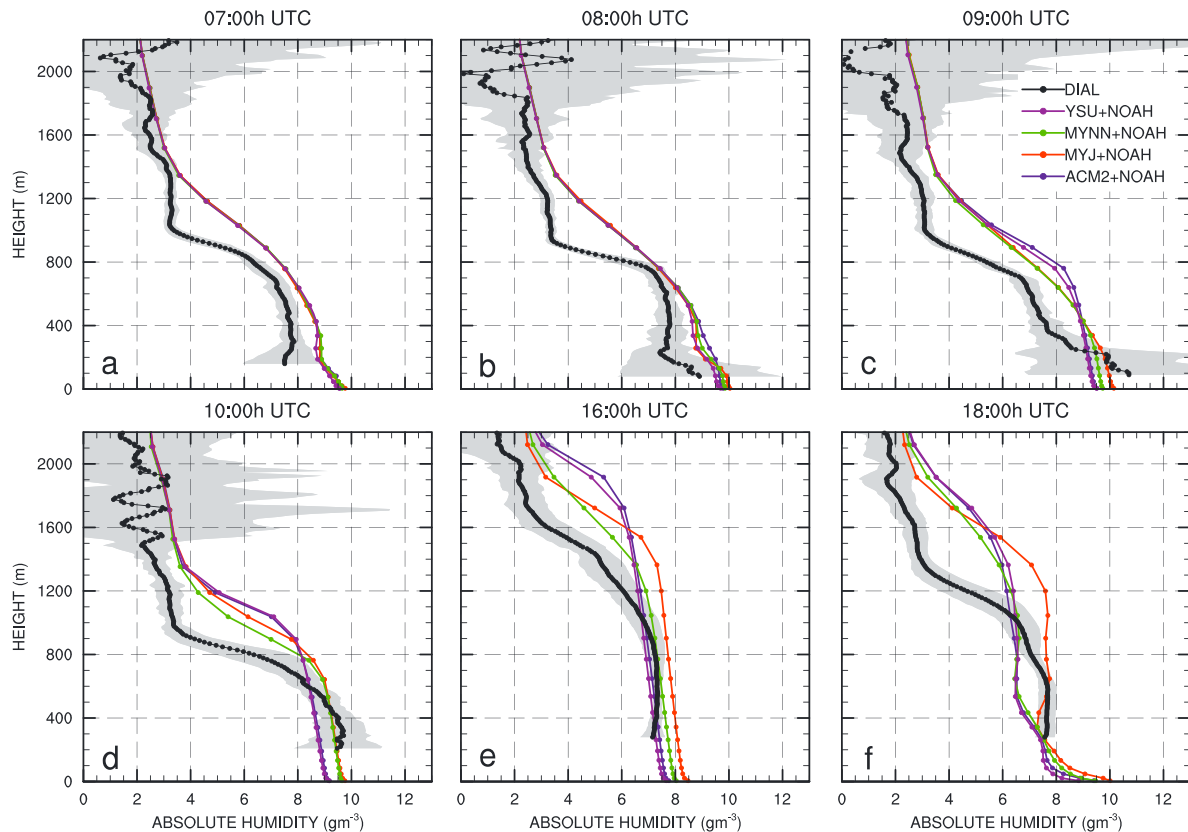 07:00h UTC
08:00h UTC
09:00h UTC
HEIGHT (m)
2000
1600
1200
800
400
0
a
b
c
DIAL
YSU+NOAH
MYNN+NOAH
MYJ+NOAH
ACM2+NOAH
10:00h UTC
16:00h UTC
18:00h UTC
HEIGHT (m)
2000
1600
1200
800
400
0
d
e
f
0 2 4 6 8 10 12
0 2 4 6 8 10 12
0 2 4 6 8 10 12
ABSOLUTE HUMIDITY (gm⁻³)
ABSOLUTE HUMIDITY (gm⁻³)
ABSOLUTE HUMIDITY (gm⁻³)